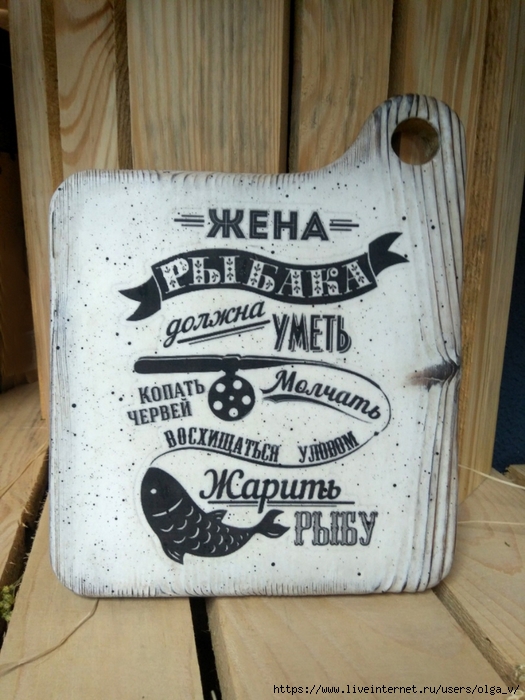 ЖЕНА
РЫБАКА
должна УМЕТЬ
КОПАТЬ Молчать
ЧЕРВЕЙ
ВОСХИЩАТЬСЯ УЛОВОМ
Жарить
РЫБУ
https://www.liveinternet.ru/users/olga_v/